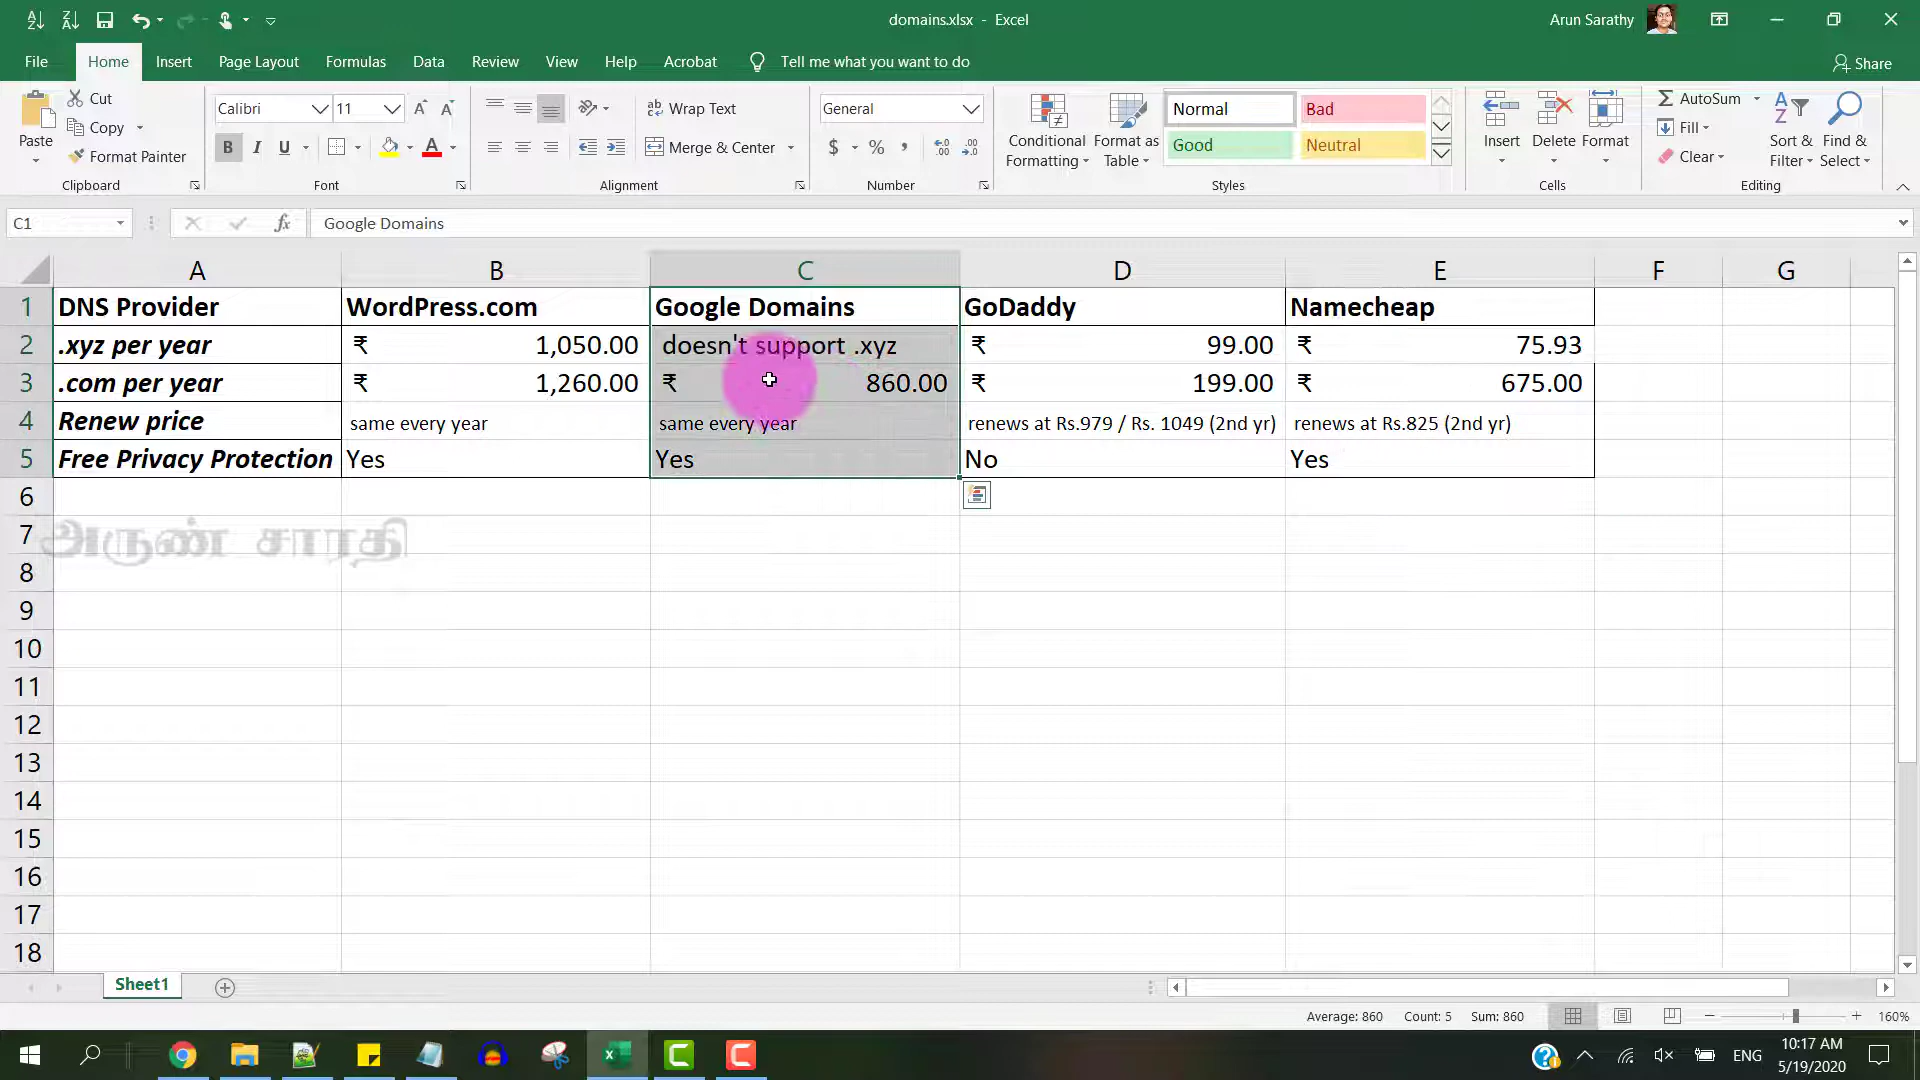 domains.xlsx - Excel
Arun Sarathy
File Home Insert Page Layout Formulas Data Review View Help Acrobat Tell me what you want to do
Share
Paste
Cut
Copy
Format Painter
Clipboard
Calibri 11
B I U
Font
Wrap Text
Merge & Center
Alignment
General
$ % ,
Number
Conditional Formatting
Format as Table
Normal Bad
Good Neutral
Styles
Insert Delete Format
Cells
AutoSum
Fill
Clear
Sort & Filter
Find & Select
Editing
C1 fx Google Domains
A B C D E F G
1 DNS Provider WordPress.com Google Domains GoDaddy Namecheap
2 .xyz per year ₹ 1,050.00 doesn't support .xyz ₹ 99.00 ₹ 75.93
3 .com per year ₹ 1,260.00 ₹ 860.00 ₹ 199.00 ₹ 675.00
4 Renew price same every year same every year renews at Rs.979 / Rs. 1049 (2nd yr) renews at Rs.825 (2nd yr)
5 Free Privacy Protection Yes Yes No Yes
6
7
அருண் சாரதி
8
9
10
11
12
13
14
15
16
17
18
Sheet1
Average: 860 Count: 5 Sum: 860 160%
ENG
10:17 AM
5/19/2020